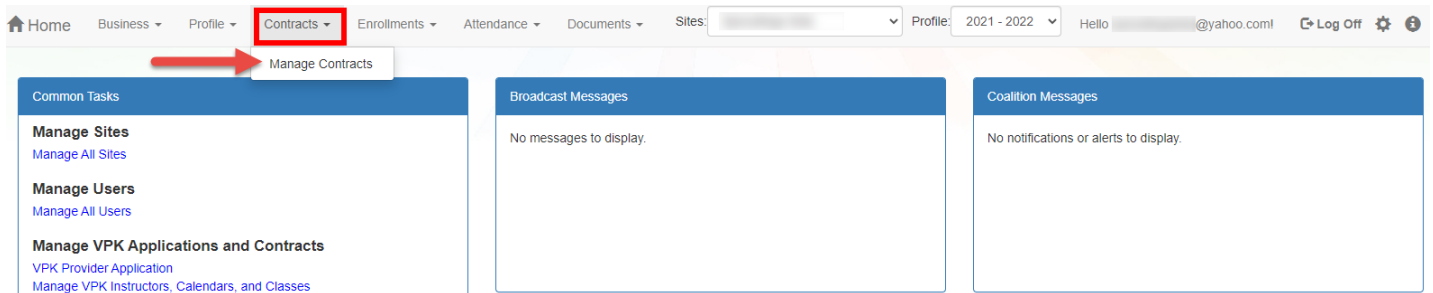 Home Business Profile Contracts Enrollments Attendance Documents Sites: Profile: 2021 - 2022 Hello @yahoo.com! Log Off
Manage Contracts
Common Tasks
Manage Sites
Manage All Sites
Manage Users
Manage All Users
Manage VPK Applications and Contracts
VPK Provider Application
Manage VPK Instructors, Calendars, and Classes
Broadcast Messages
No messages to display.
Coalition Messages
No notifications or alerts to display.